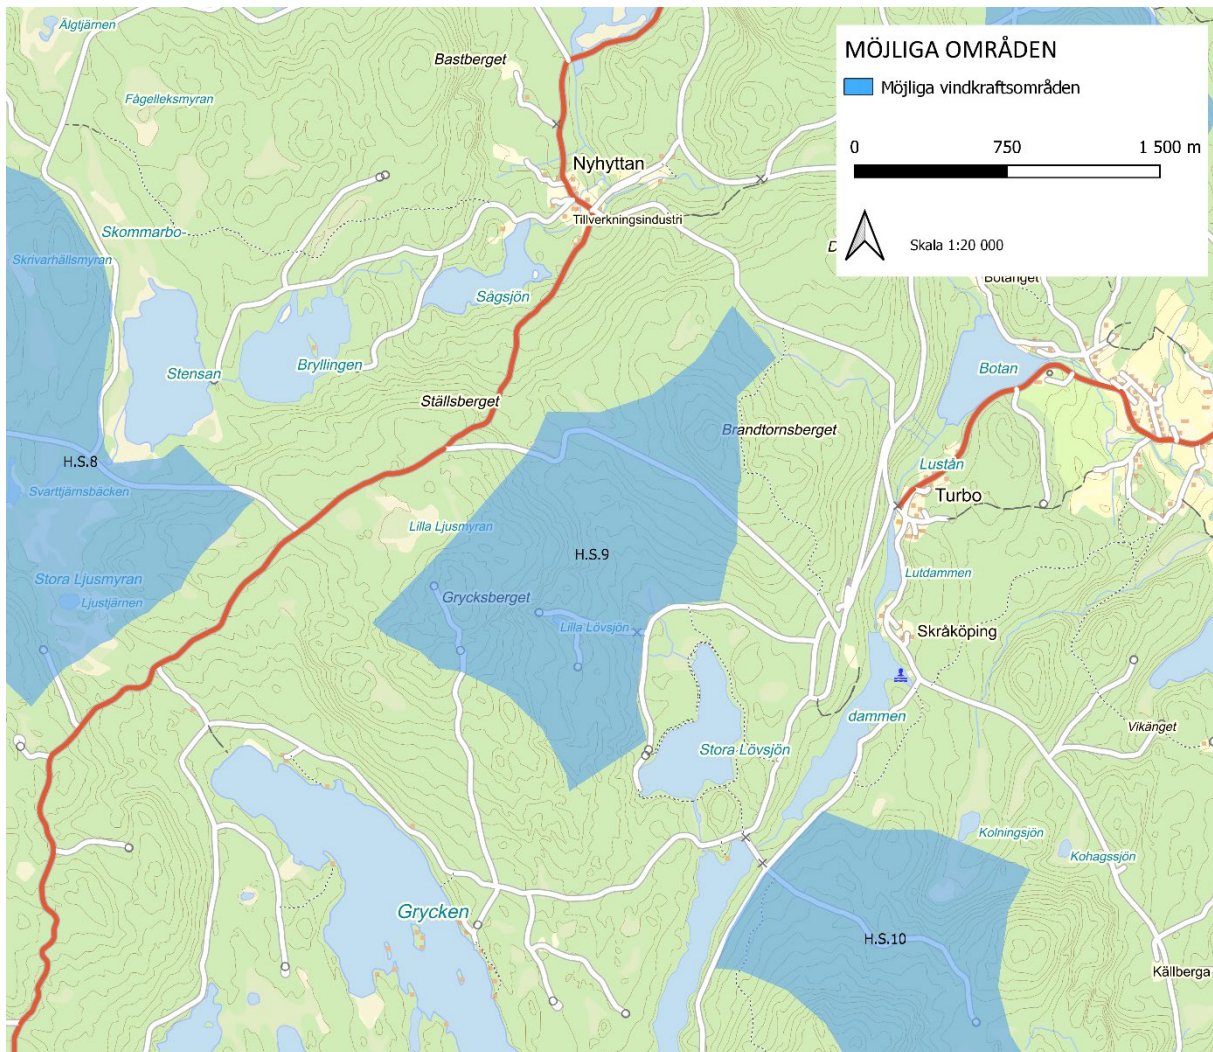 Älgtjärnen
Bastberget
MÖJLIGA OMRÅDEN
Möjliga vindkraftsområden
Fågelleksmyran
0 750 1 500 m
Nyhyttan
Tillverkningsindustri
Skommarbo-
Skala 1:20 000
Skrivarhällsmyran
D
Botänget
Sågsjön
Stensan
Bryllingen
Botan
Ställsberget
Brandtornsberget
H.S.8
Lustån
Svarttjärnsbäcken
Turbo
Lilla Ljusmyran
H.S.9
Stora Ljusmyran
Lutdammen
Ljustjärnen
Grycksberget
Lilla Lövsjön
Skråköping
dammen
Vikänget
Stora Lövsjön
Kolningsjön
Kohagssjön
Grycken
H.S.10
Källberga